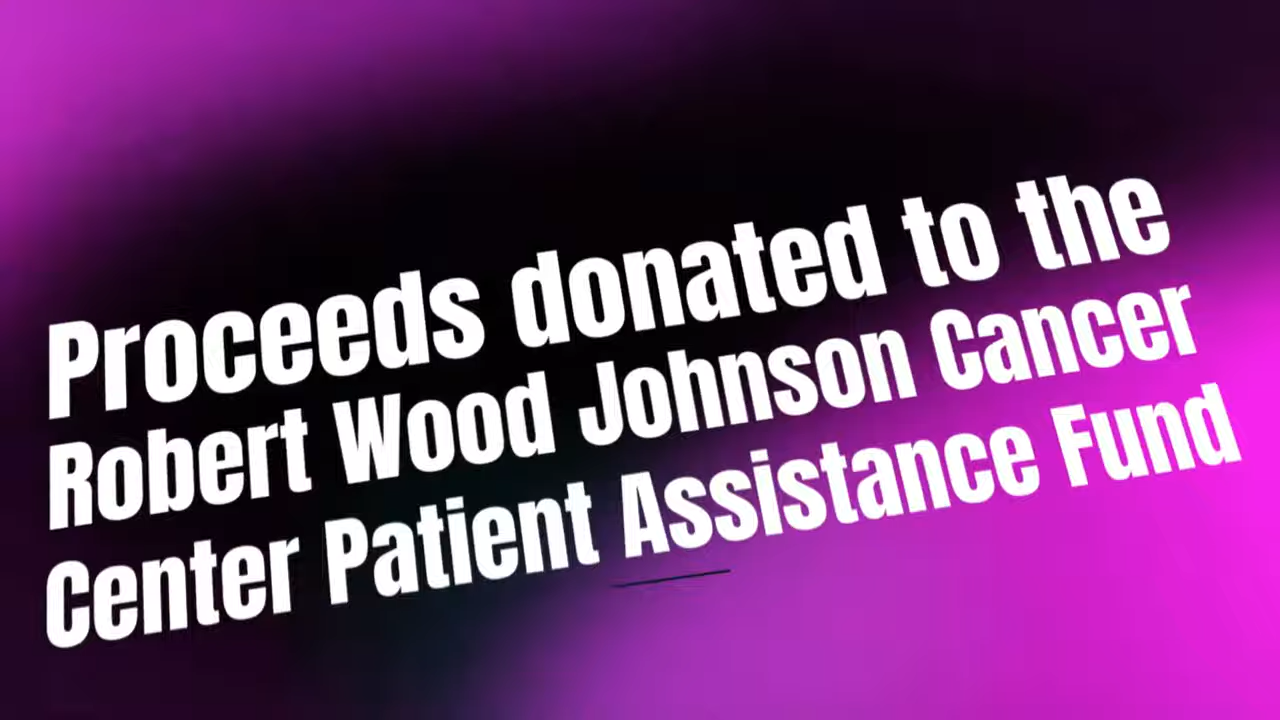 Proceeds donated to the
Robert Wood Johnson Cancer
Center Patient Assistance Fund